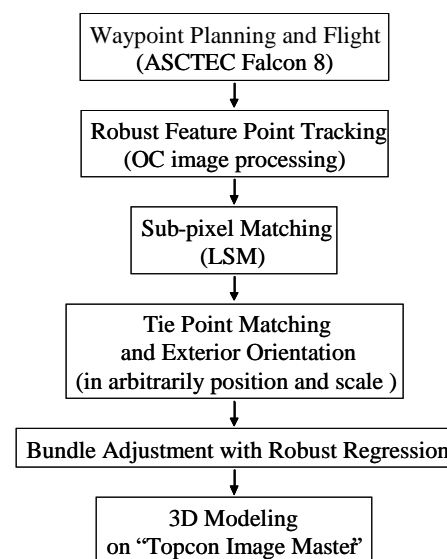 Waypoint Planning and Flight
(ASCTEC Falcon 8)
Robust Feature Point Tracking
(OC image processing)
Sub-pixel Matching
(LSM)
Tie Point Matching
and Exterior Orientation
(in arbitrarily position and scale )
Bundle Adjustment with Robust Regression
3D Modeling
on “Topcon Image Master”